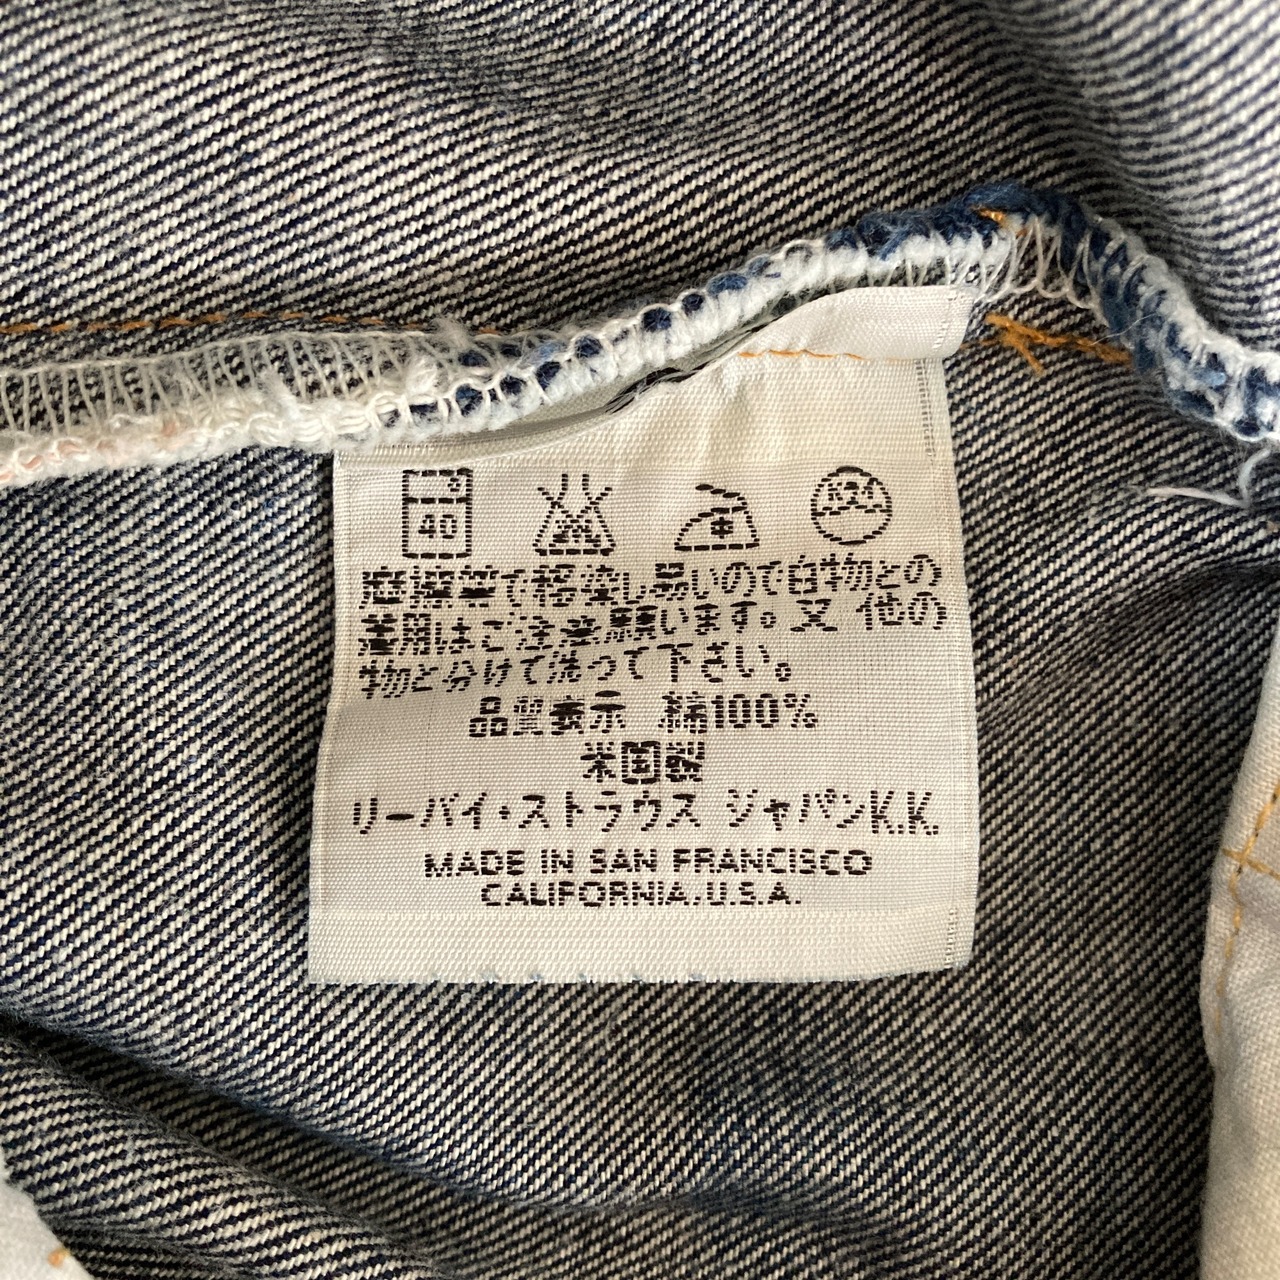 40
中
ドライ
摩擦等で移染し易いので白物との
着用はご注意願います。又 他の
物と分けて洗って下さい。
品質表示 綿100%
米国製
リーバイ・ストラウス ジャパンK.K.
MADE IN SAN FRANCISCO
CALIFORNIA,U.S.A.